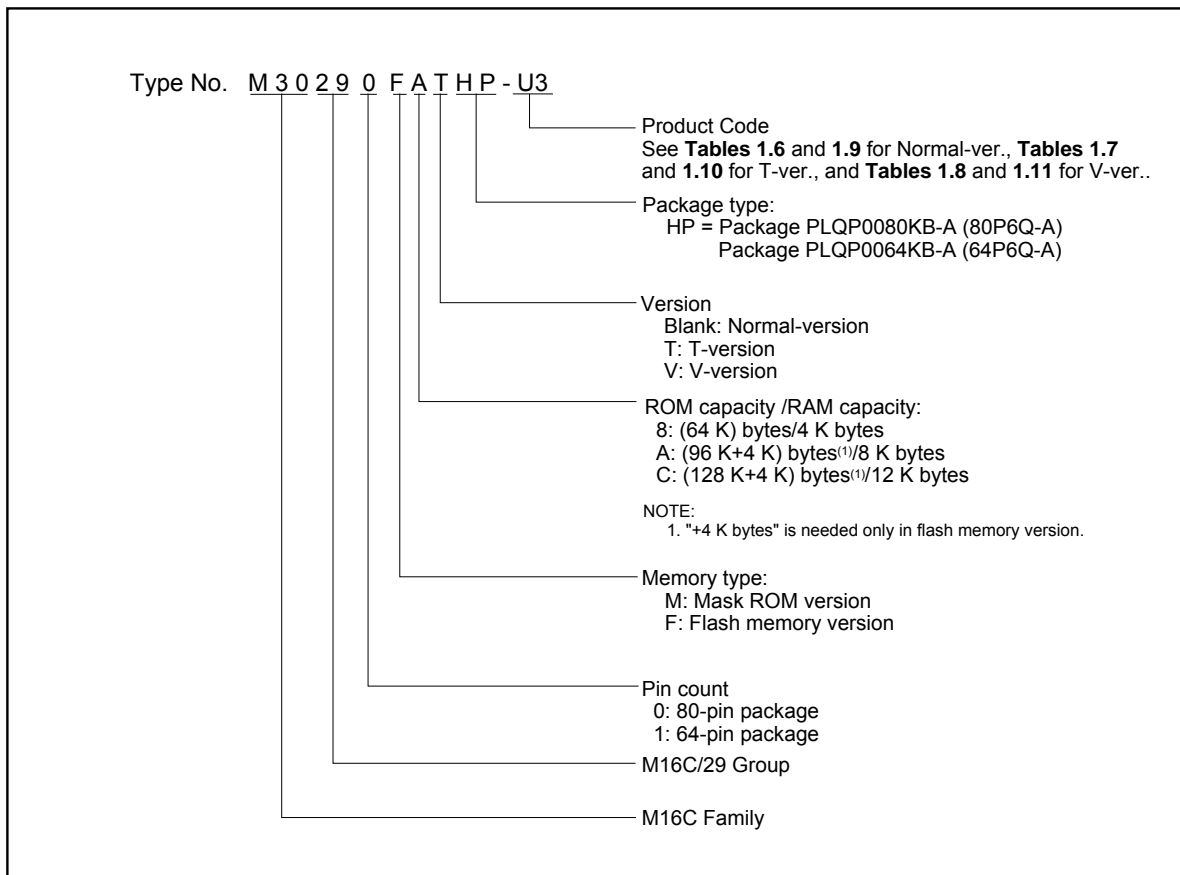 Type No. M 3 0 2 9 0 F A T H P - U3
Product Code
See Tables 1.6 and 1.9 for Normal-ver., Tables 1.7
and 1.10 for T-ver., and Tables 1.8 and 1.11 for V-ver..
Package type:
HP = Package PLQP0080KB-A (80P6Q-A)
Package PLQP0064KB-A (64P6Q-A)
Version
Blank: Normal-version
T: T-version
V: V-version
ROM capacity /RAM capacity:
8: (64 K) bytes/4 K bytes
A: (96 K+4 K) bytes(1)/8 K bytes
C: (128 K+4 K) bytes(1)/12 K bytes
NOTE:
1. "+4 K bytes" is needed only in flash memory version.
Memory type:
M: Mask ROM version
F: Flash memory version
Pin count
0: 80-pin package
1: 64-pin package
M16C/29 Group
M16C Family